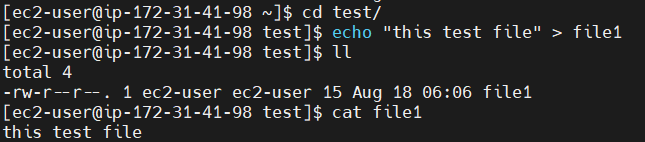 [ec2-user@ip-172-31-41-98 ~]$ cd test/
[ec2-user@ip-172-31-41-98 test]$ echo "this test file" > file1
[ec2-user@ip-172-31-41-98 test]$ ll
total 4
-rw-r--r--. 1 ec2-user ec2-user 15 Aug 18 06:06 file1
[ec2-user@ip-172-31-41-98 test]$ cat file1
this test file